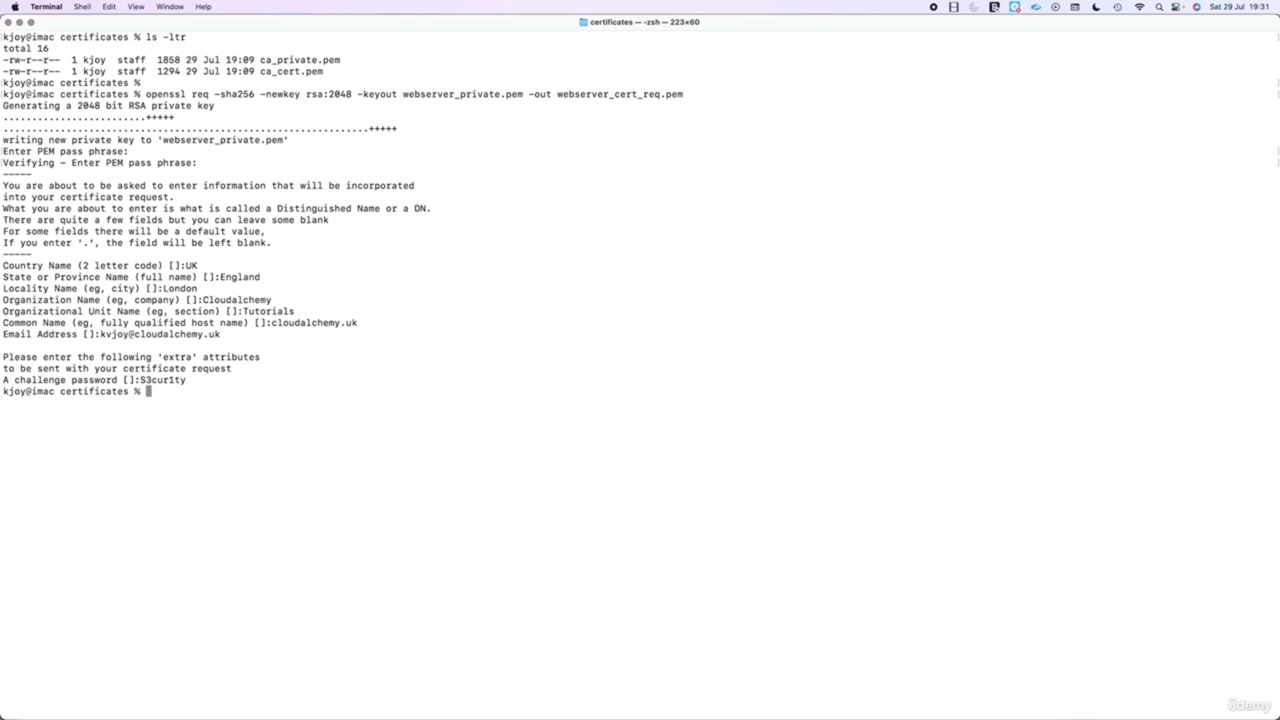 Terminal Shell Edit View Window Help Sat 29 Jul 19:31
certificates — -zsh — 223×60
kjoy@imac certificates % ls -ltr
total 16
-rw-r--r-- 1 kjoy staff 1858 29 Jul 19:09 ca_private.pem
-rw-r--r-- 1 kjoy staff 1294 29 Jul 19:09 ca_cert.pem
kjoy@imac certificates %
kjoy@imac certificates % openssl req -sha256 -newkey rsa:2048 -keyout webserver_private.pem -out webserver_cert_req.pem
Generating a 2048 bit RSA private key
.........................+++++
................................................................+++++
writing new private key to 'webserver_private.pem'
Enter PEM pass phrase:
Verifying - Enter PEM pass phrase:
-----
You are about to be asked to enter information that will be incorporated
into your certificate request.
What you are about to enter is what is called a Distinguished Name or a DN.
There are quite a few fields but you can leave some blank
For some fields there will be a default value,
If you enter '.', the field will be left blank.
-----
Country Name (2 letter code) []:UK
State or Province Name (full name) []:England
Locality Name (eg, city) []:London
Organization Name (eg, company) []:Cloudalchemy
Organizational Unit Name (eg, section) []:Tutorials
Common Name (eg, fully qualified host name) []:cloudalchemy.uk
Email Address []:kvjoy@cloudalchemy.uk

Please enter the following 'extra' attributes
to be sent with your certificate request
A challenge password []:S3cur1ty
kjoy@imac certificates %
ûdemy